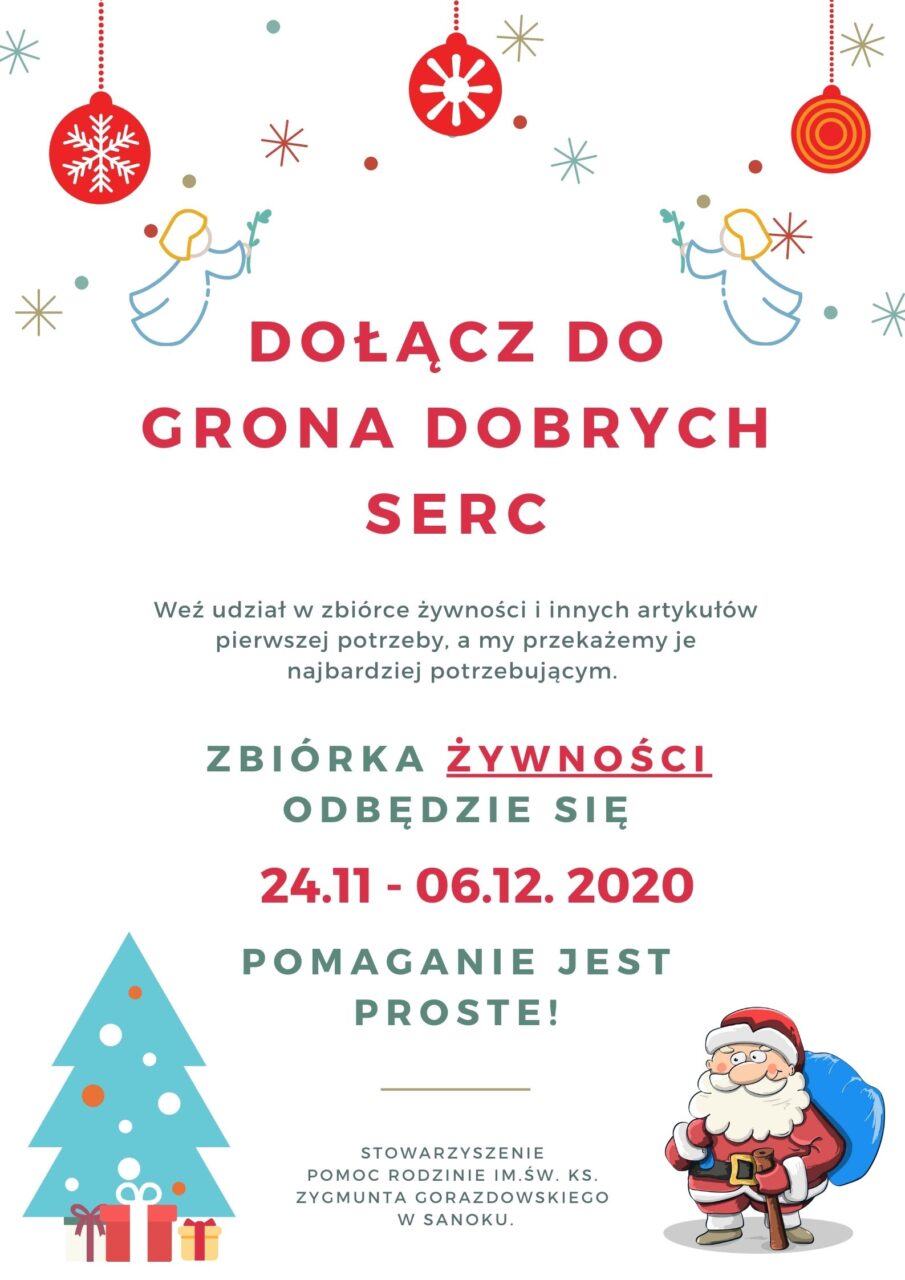 DOŁĄCZ DO
GRONA DOBRYCH
SERC
Weź udział w zbiórce żywności i innych artykułów
pierwszej potrzeby, a my przekażemy je
najbardziej potrzebującym.
ZBIÓRKA ŻYWNOŚCI
ODBĘDZIE SIĘ
24.11 - 06.12. 2020
POMAGANIE JEST
PROSTE!
STOWARZYSZENIE
POMOC RODZINIE IM.ŚW. KS.
ZYGMUNTA GORAZDOWSKIEGO
W SANOKU.